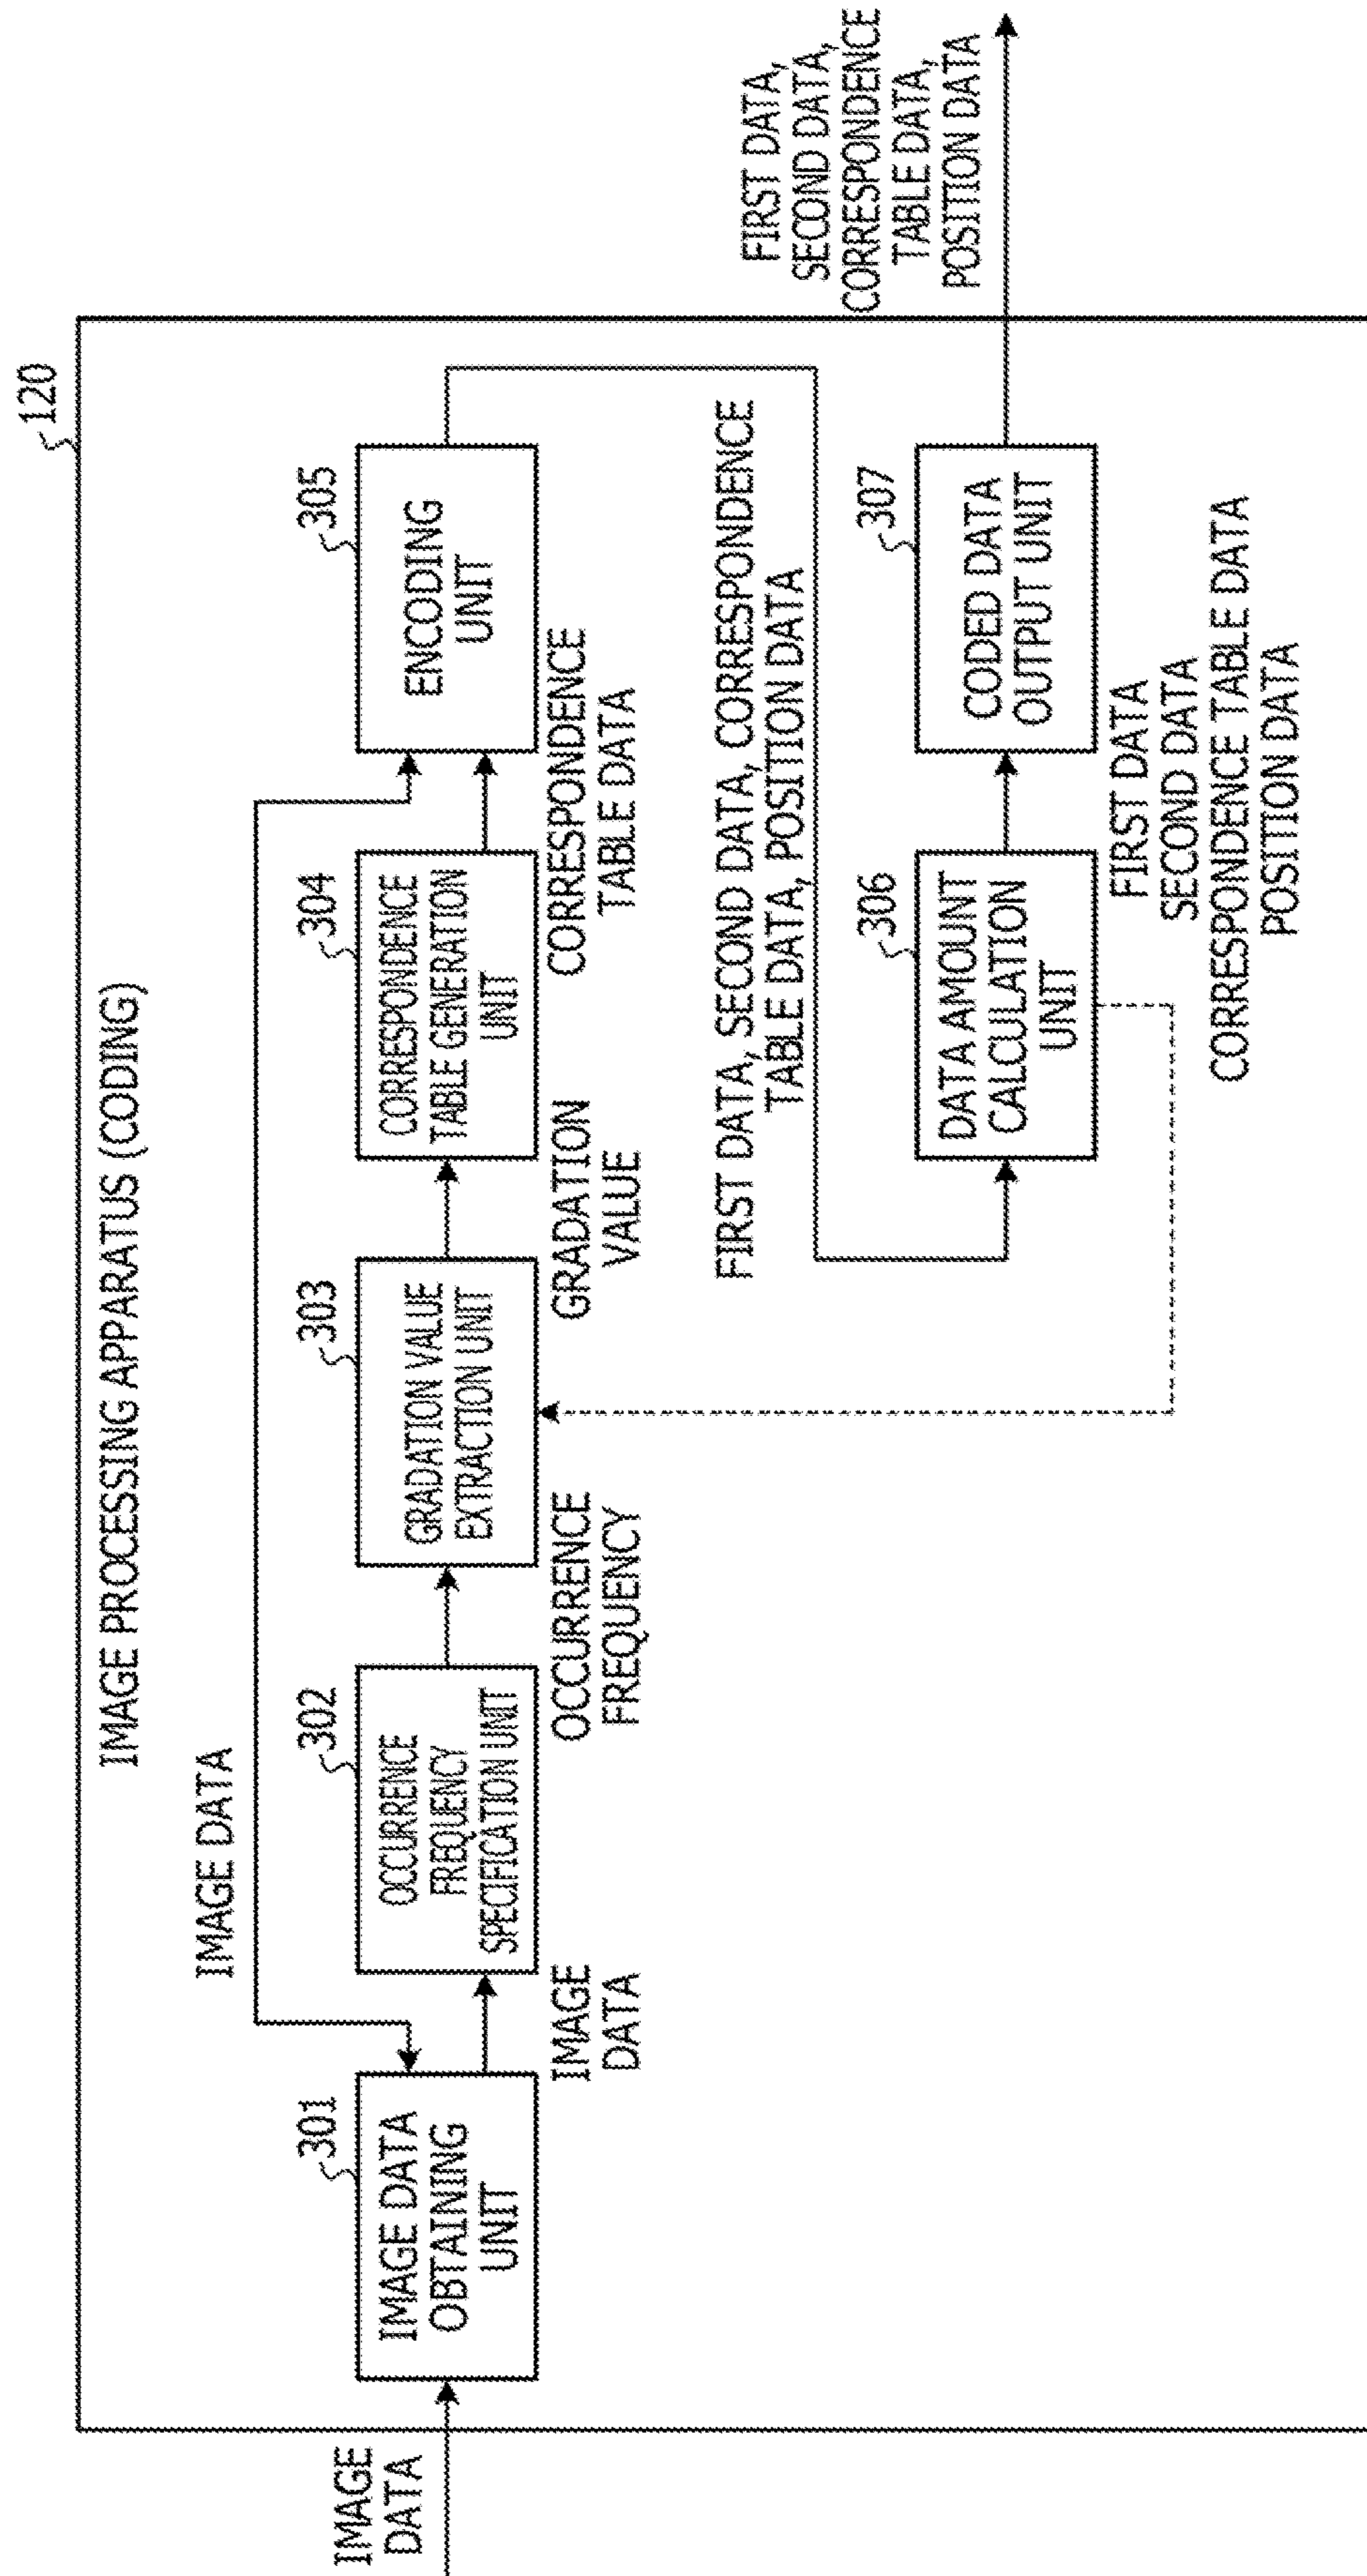 120
IMAGE PROCESSING APPARATUS (CODING)
IMAGE DATA
IMAGE
DATA
301
IMAGE DATA
OBTAINING
UNIT
IMAGE
DATA
302
OCCURRENCE
FREQUENCY
SPECIFICATION UNIT
OCCURRENCE
FREQUENCY
303
GRADATION VALUE
EXTRACTION UNIT
GRADATION
VALUE
304
CORRESPONDENCE
TABLE GENERATION
UNIT
CORRESPONDENCE
TABLE DATA
305
ENCODING
UNIT
FIRST DATA, SECOND DATA, CORRESPONDENCE
TABLE DATA, POSITION DATA
306
DATA AMOUNT
CALCULATION
UNIT
FIRST DATA
SECOND DATA
CORRESPONDENCE TABLE DATA
POSITION DATA
307
CODED DATA
OUTPUT UNIT
FIRST DATA,
SECOND DATA,
CORRESPONDENCE
TABLE DATA,
POSITION DATA